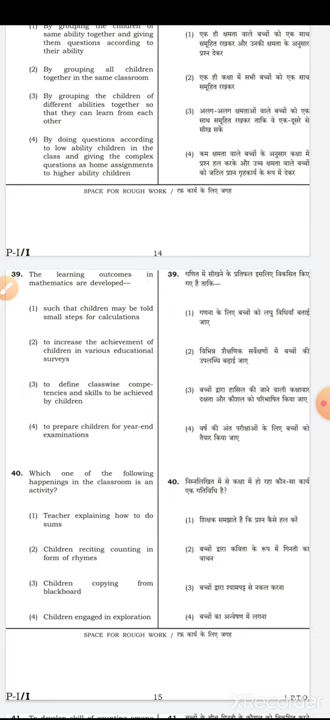 (1) By grouping the children of
same ability together and giving
them questions according to
their ability
(2) By grouping all children
together in the same classroom
(3) By grouping the children of
different abilities together so
that they can learn from each
other
(4) By doing questions according
to low ability children in the
class and giving the complex
questions as home assignments
to higher ability children
(1) एक ही क्षमता वाले बच्चों को एक साथ
समूहित रखकर और उनकी क्षमता के अनुसार
प्रश्न देकर
(2) एक ही कक्षा में सभी बच्चों को एक साथ
समूहित रखकर
(3) अलग-अलग क्षमताओं वाले बच्चों को एक
साथ समूहित रखकर ताकि वे एक-दूसरे से
सीख सकें
(4) कम क्षमता वाले बच्चों के अनुसार कक्षा में
प्रश्न हल करके और उच्च क्षमता वाले बच्चों
को जटिल प्रश्न गृहकार्य के रूप में देकर
SPACE FOR ROUGH WORK / रफ़ कार्य के लिए जगह
P-I/I
14
39. The learning outcomes in
mathematics are developed—
(1) such that children may be told
small steps for calculations
(2) to increase the achievement of
children in various educational
surveys
(3) to define classwise compe-
tencies and skills to be achieved
by children
(4) to prepare children for year-end
examinations
40. Which one of the following
happenings in the classroom is an
activity?
(1) Teacher explaining how to do
sums
(2) Children reciting counting in
form of rhymes
(3) Children copying from
blackboard
(4) Children engaged in exploration
39. गणित में सीखने के प्रतिफल इसलिए विकसित किए
गए हैं ताकि—
(1) गणना के लिए बच्चों को लघु विधियाँ बताई
जाए
(2) विभिन्न शैक्षणिक सर्वेक्षणों में बच्चों की
उपलब्धि बढ़ाई जाए
(3) बच्चों द्वारा हासिल की जाने वाली कक्षावार
दक्षता और कौशल को परिभाषित किया जाए
(4) वर्ष की अंत परीक्षाओं के लिए बच्चों को
तैयार किया जाए
40. निम्नलिखित में से कक्षा में हो रहा कौन-सा कार्य
एक गतिविधि है?
(1) शिक्षक समझाते हैं कि प्रश्न कैसे हल करें
(2) बच्चों द्वारा कविता के रूप में गिनती का
वाचन
(3) बच्चों द्वारा श्यामपट्ट से नकल करना
(4) बच्चों का अन्वेषण में लगना
SPACE FOR ROUGH WORK / रफ़ कार्य के लिए जगह
P-I/I
15
XRecorder
41. To develop skill of counting among